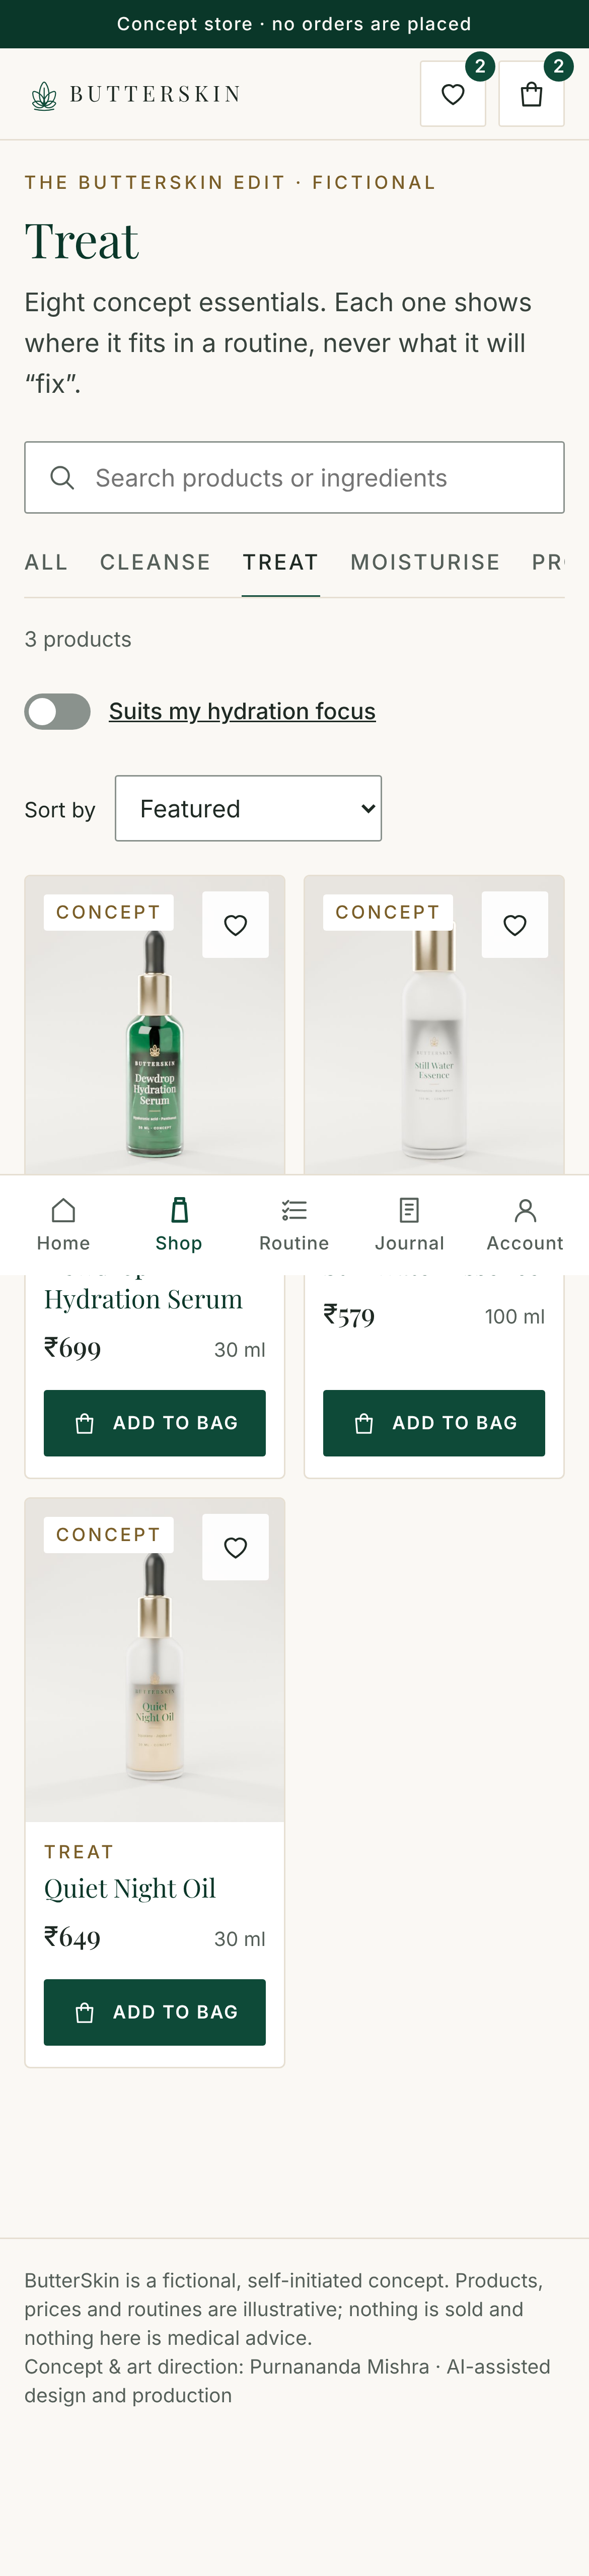 Concept store · no orders are placed
BUTTERSKIN
2
2
THE BUTTERSKIN EDIT · FICTIONAL
Treat
Eight concept essentials. Each one shows
where it fits in a routine, never what it will
“fix”.
Search products or ingredients
ALL CLEANSE TREAT MOISTURISE
3 products
Suits my hydration focus
Sort by Featured
CONCEPT
BUTTERSKIN
Dewdrop
Hydration
Serum
CONCEPT
BUTTERSKIN
Still Water
Essence
Home Shop Routine Journal Account
Hydration Serum
₹699 30 ml
ADD TO BAG
₹579 100 ml
ADD TO BAG
CONCEPT
BUTTERSKIN
Quiet
Night Oil
TREAT
Quiet Night Oil
₹649 30 ml
ADD TO BAG
ButterSkin is a fictional, self-initiated concept. Products,
prices and routines are illustrative; nothing is sold and
nothing here is medical advice.
Concept & art direction: Purnananda Mishra · AI-assisted
design and production